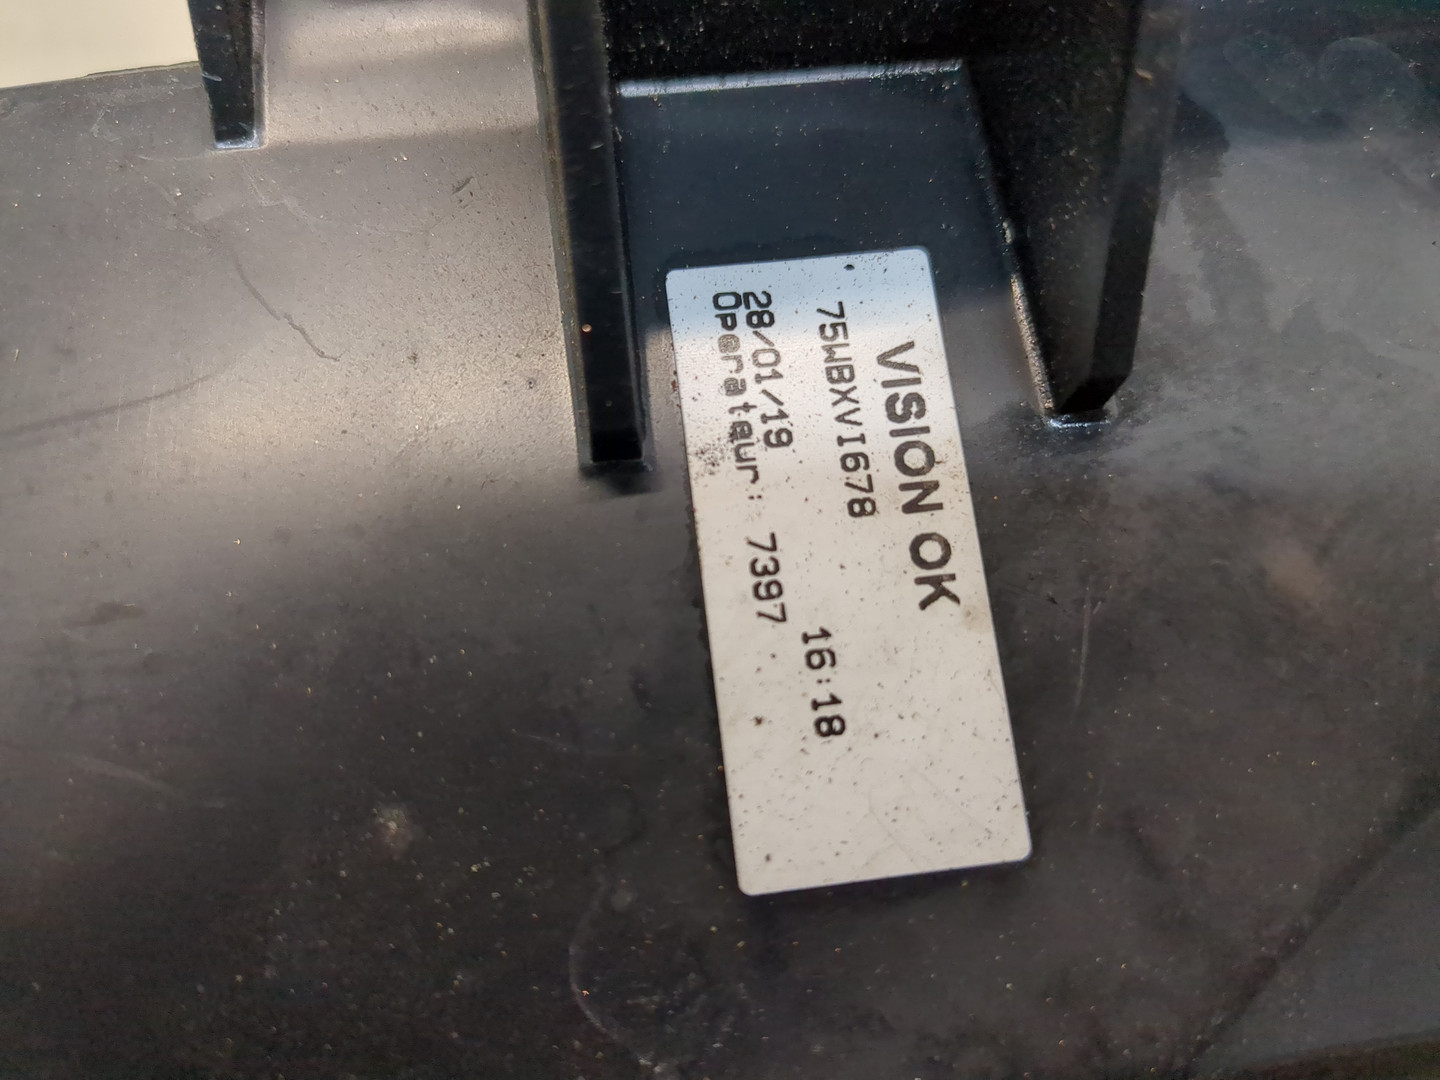 VISION OK
75WBXVI678
28/01/19 16:18
Operateur: 7397